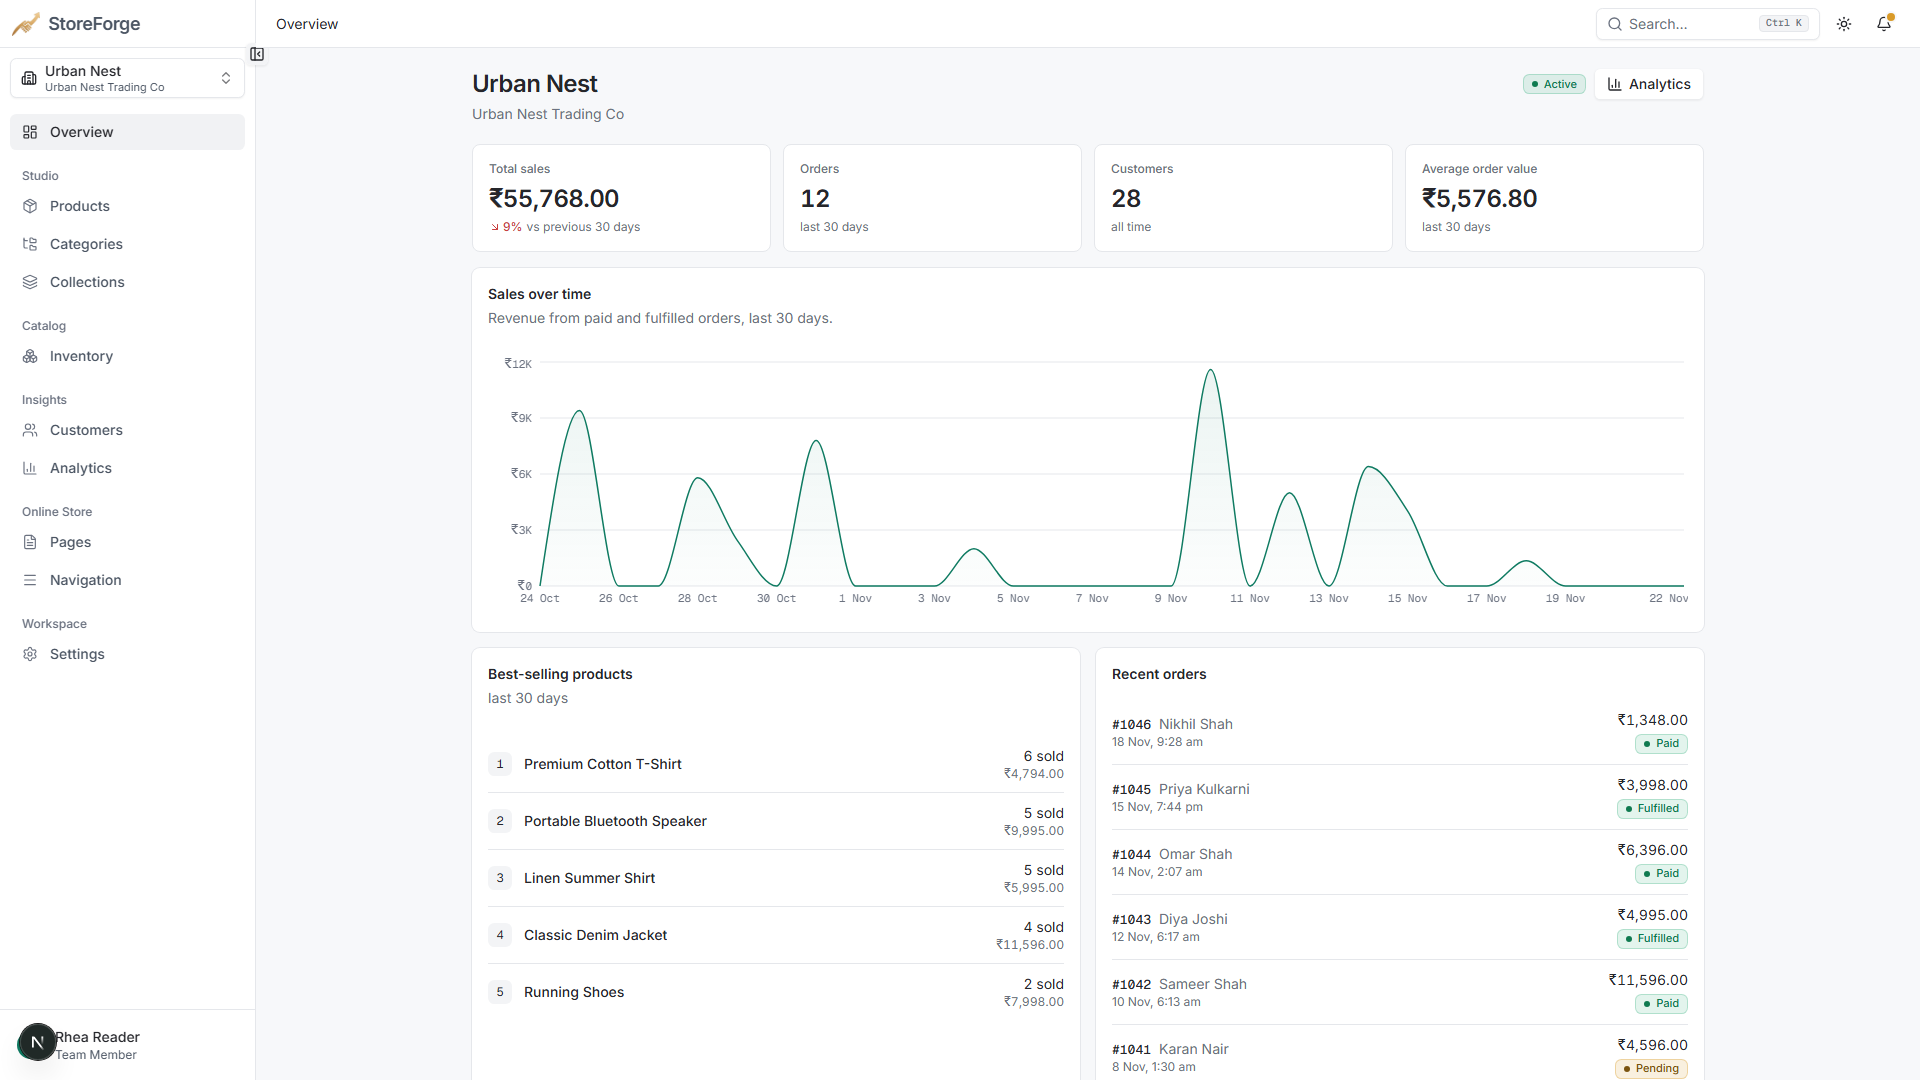 StoreForge
Overview
Search...
Ctrl K
Urban Nest
Urban Nest Trading Co
Overview
Studio
Products
Categories
Collections
Catalog
Inventory
Insights
Customers
Analytics
Online Store
Pages
Navigation
Workspace
Settings
N
Rhea Reader
Team Member
Urban Nest
Urban Nest Trading Co
Active
Analytics
Total sales
₹55,768.00
9% vs previous 30 days
Orders
12
last 30 days
Customers
28
all time
Average order value
₹5,576.80
last 30 days
Sales over time
Revenue from paid and fulfilled orders, last 30 days.
₹12K
₹9K
₹6K
₹3K
₹0
24 Oct 26 Oct 28 Oct 30 Oct 1 Nov 3 Nov 5 Nov 7 Nov 9 Nov 11 Nov 13 Nov 15 Nov 17 Nov 19 Nov 22 Nov
Best-selling products
last 30 days
1 Premium Cotton T-Shirt 6 sold
₹4,794.00
2 Portable Bluetooth Speaker 5 sold
₹9,995.00
3 Linen Summer Shirt 5 sold
₹5,995.00
4 Classic Denim Jacket 4 sold
₹11,596.00
5 Running Shoes 2 sold
₹7,998.00
Recent orders
#1046 Nikhil Shah ₹1,348.00
18 Nov, 9:28 am Paid
#1045 Priya Kulkarni ₹3,998.00
15 Nov, 7:44 pm Fulfilled
#1044 Omar Shah ₹6,396.00
14 Nov, 2:07 am Paid
#1043 Diya Joshi ₹4,995.00
12 Nov, 6:17 am Fulfilled
#1042 Sameer Shah ₹11,596.00
10 Nov, 6:13 am Paid
#1041 Karan Nair ₹4,596.00
8 Nov, 1:30 am Pending